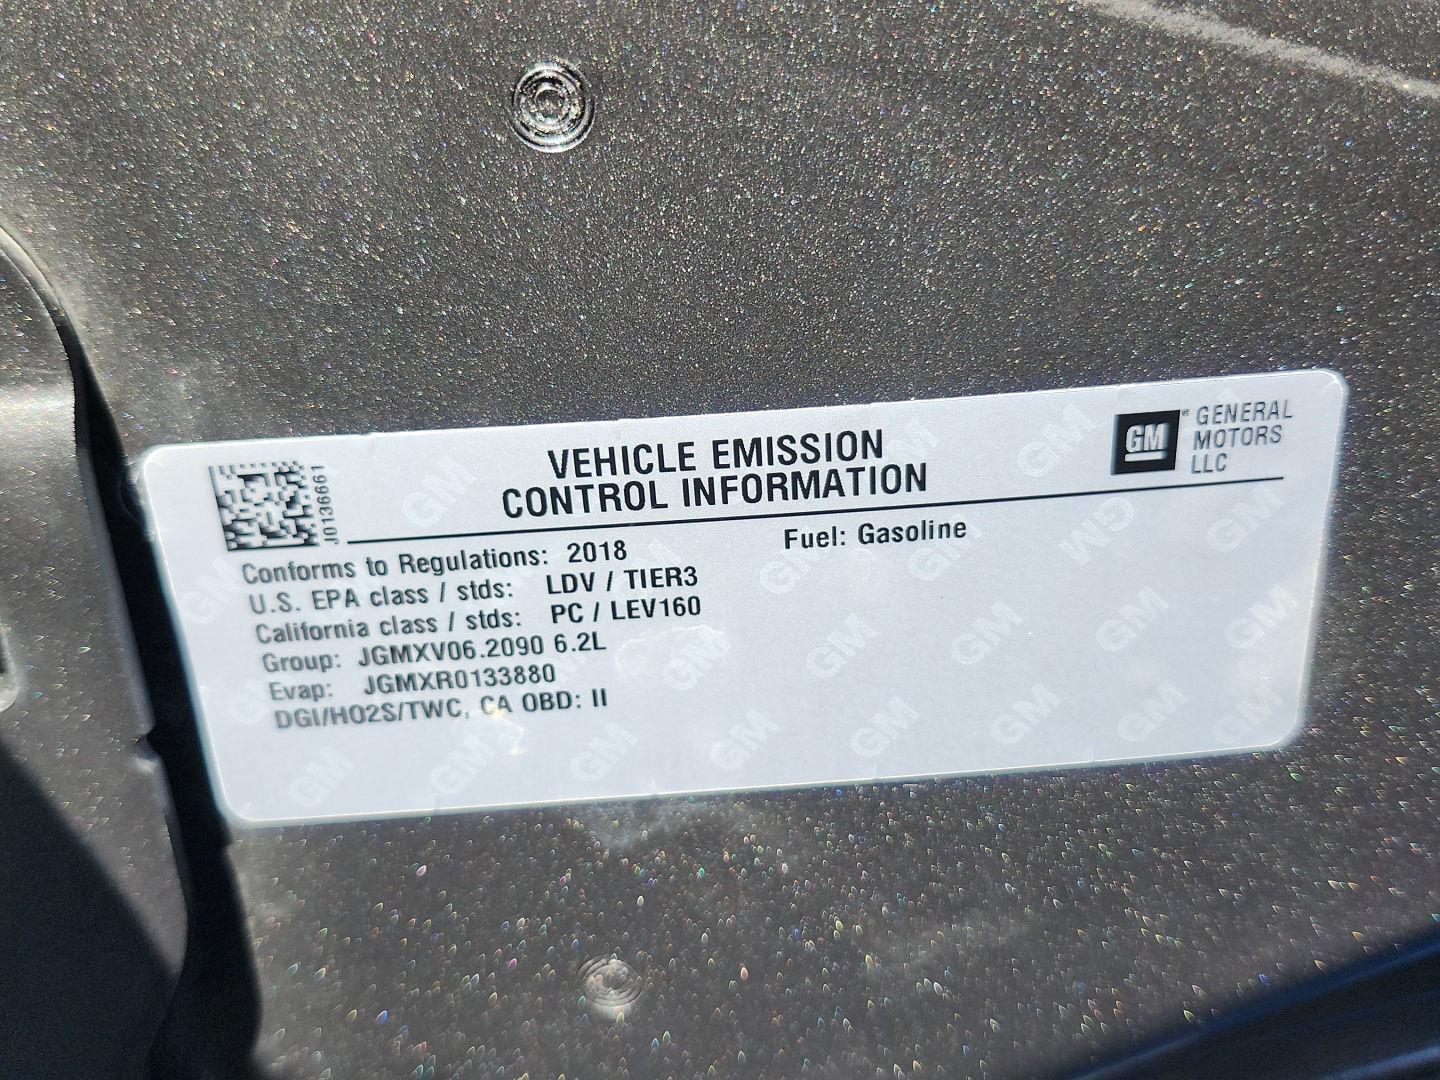 VEHICLE EMISSION
CONTROL INFORMATION
GM
GENERAL
MOTORS
LLC
J0136661
Conforms to Regulations: 2018
Fuel: Gasoline
U.S. EPA class / stds: LDV / TIER3
California class / stds: PC / LEV160
Group: JGMXV06.2090 6.2L
Evap: JGMXR0133880
DGI/HO2S/TWC, CA OBD: II